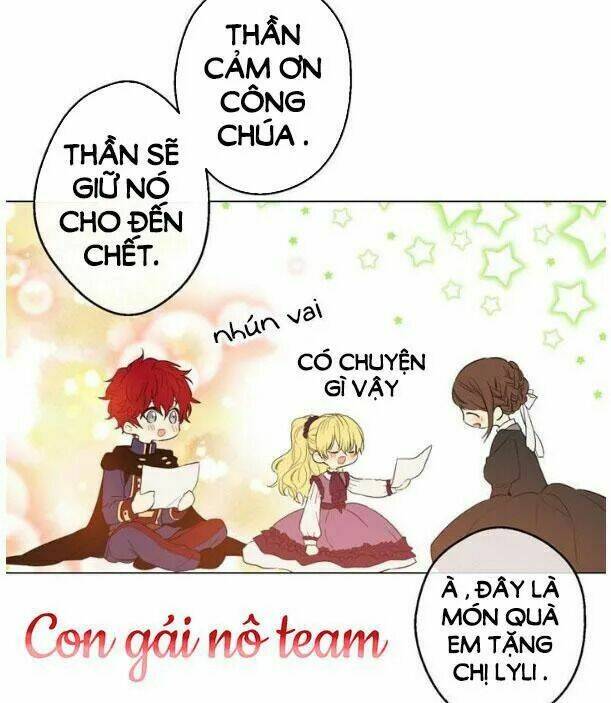 THẦN
CẢM ƠN
CÔNG
CHÚA .
THẦN SẼ
GIỮ NÓ
CHO ĐẾN
CHẾT.
nhún vai
CÓ CHUYỆN
GÌ VẬY
À , ĐÂY LÀ
MÓN QUÀ
EM TẶNG
CHỊ LYLI .
Con gái nô team